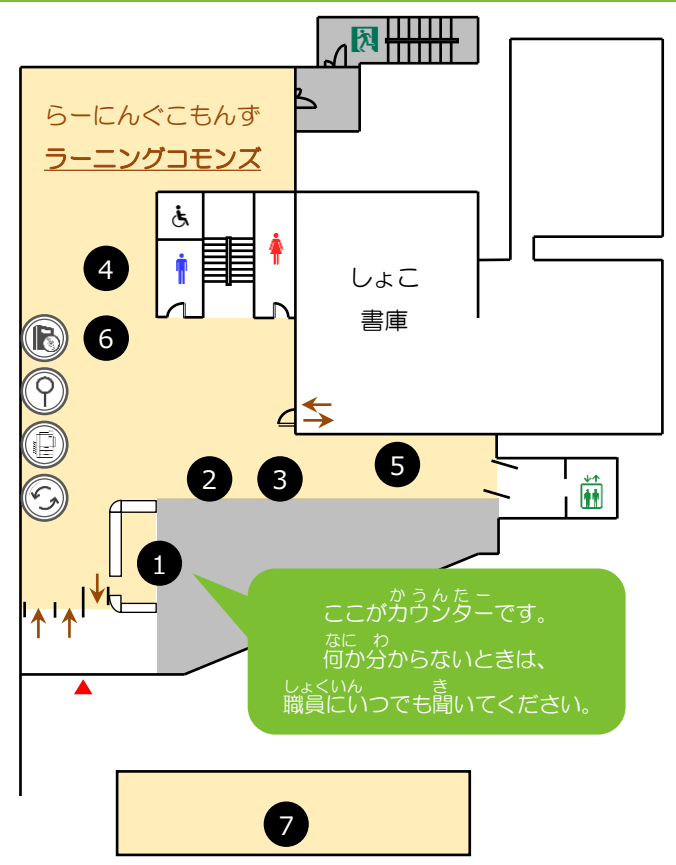 らーにんぐこもんず
ラーニングコモンズ
4
しょこ
書庫
6
5
2
3
1
かうんたー
ここがカウンターです。
なに わ
何か分からないときは、
しょくいん き
職員にいつでも聞いてください。
7